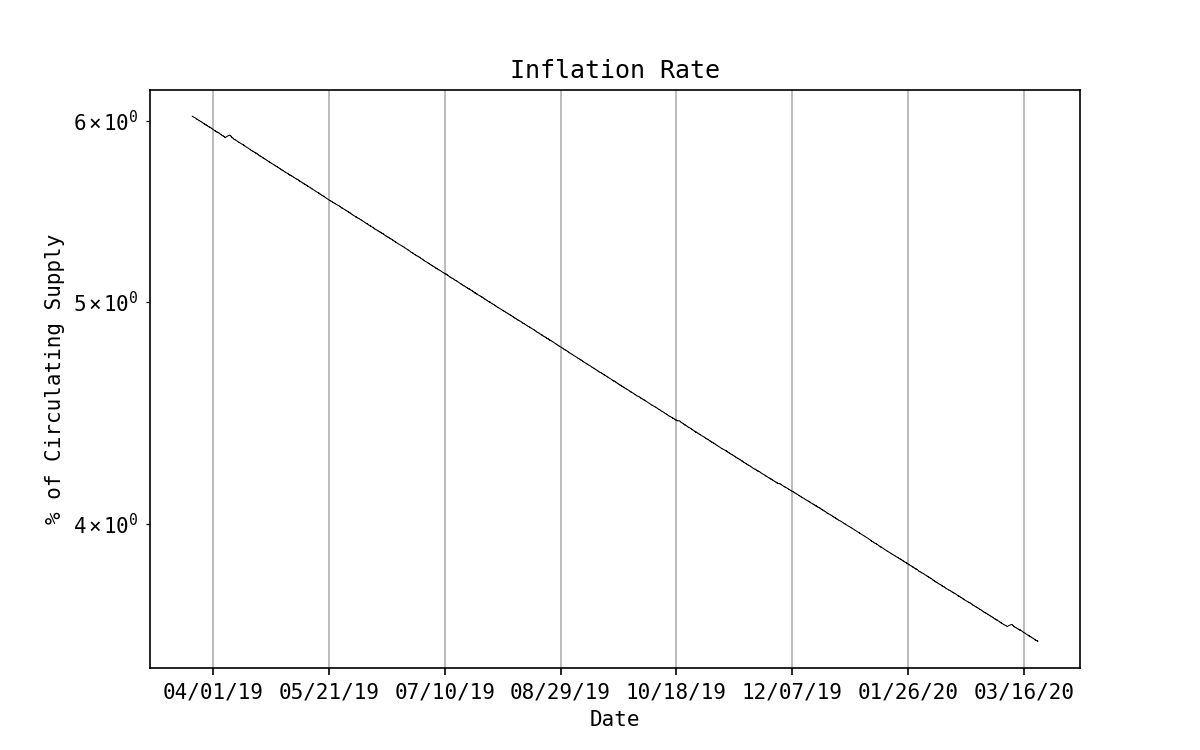 Inflation Rate
6×10⁰
5×10⁰
4×10⁰
% of Circulating Supply
04/01/19 05/21/19 07/10/19 08/29/19 10/18/19 12/07/19 01/26/20 03/16/20
Date